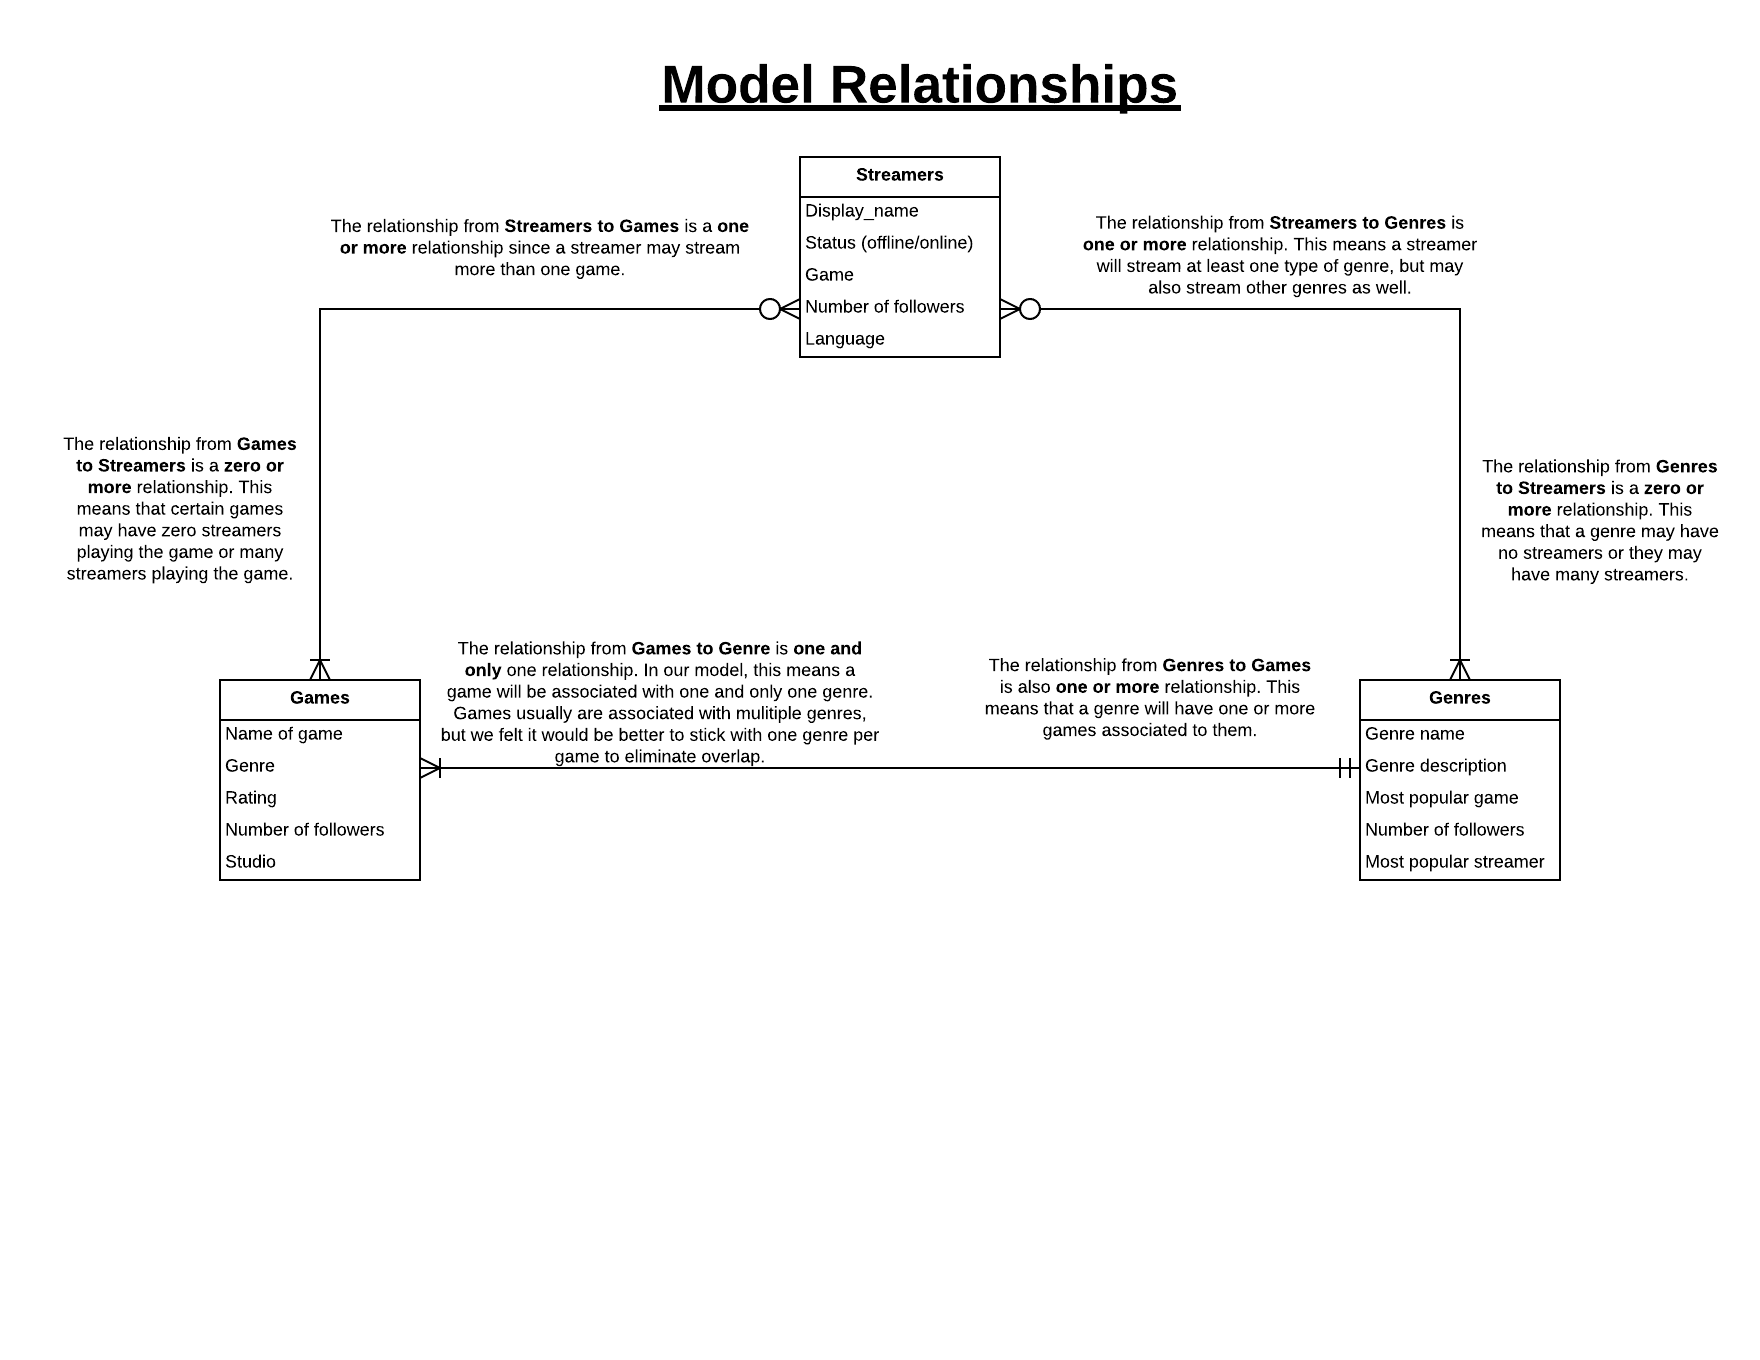 Model Relationships
Streamers
Display_name
Status (offline/online)
Game
Number of followers
Language
The relationship from Streamers to Games is a one
or more relationship since a streamer may stream
more than one game.
The relationship from Streamers to Genres is
one or more relationship. This means a streamer
will stream at least one type of genre, but may
also stream other genres as well.
The relationship from Games
to Streamers is a zero or
more relationship. This
means that certain games
may have zero streamers
playing the game or many
streamers playing the game.
The relationship from Genres
to Streamers is a zero or
more relationship. This
means that a genre may have
no streamers or they may
have many streamers.
The relationship from Games to Genre is one and
only one relationship. In our model, this means a
game will be associated with one and only one genre.
Games usually are associated with mulitiple genres,
but we felt it would be better to stick with one genre per
game to eliminate overlap.
The relationship from Genres to Games
is also one or more relationship. This
means that a genre will have one or more
games associated to them.
Games
Name of game
Genre
Rating
Number of followers
Studio
Genres
Genre name
Genre description
Most popular game
Number of followers
Most popular streamer